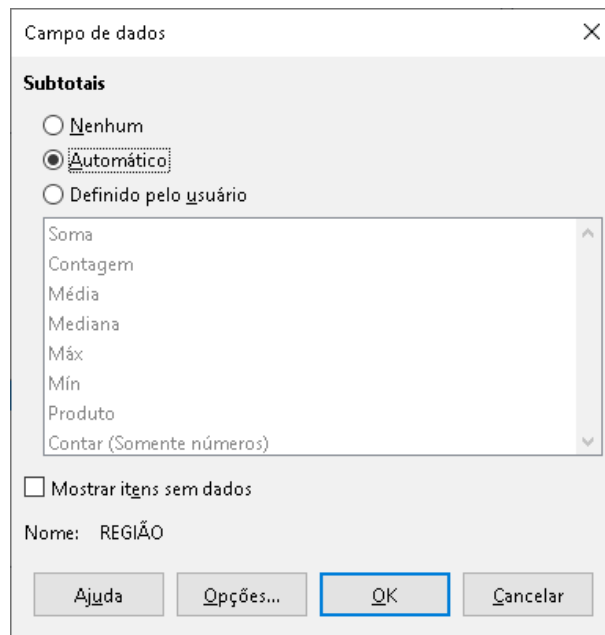 Campo de dados
Subtotais
Nenhum
Automático
Definido pelo usuário
Soma
Contagem
Média
Mediana
Máx
Mín
Produto
Contar (Somente números)
Mostrar itens sem dados
Nome: REGIÃO
Ajuda Opções... OK Cancelar